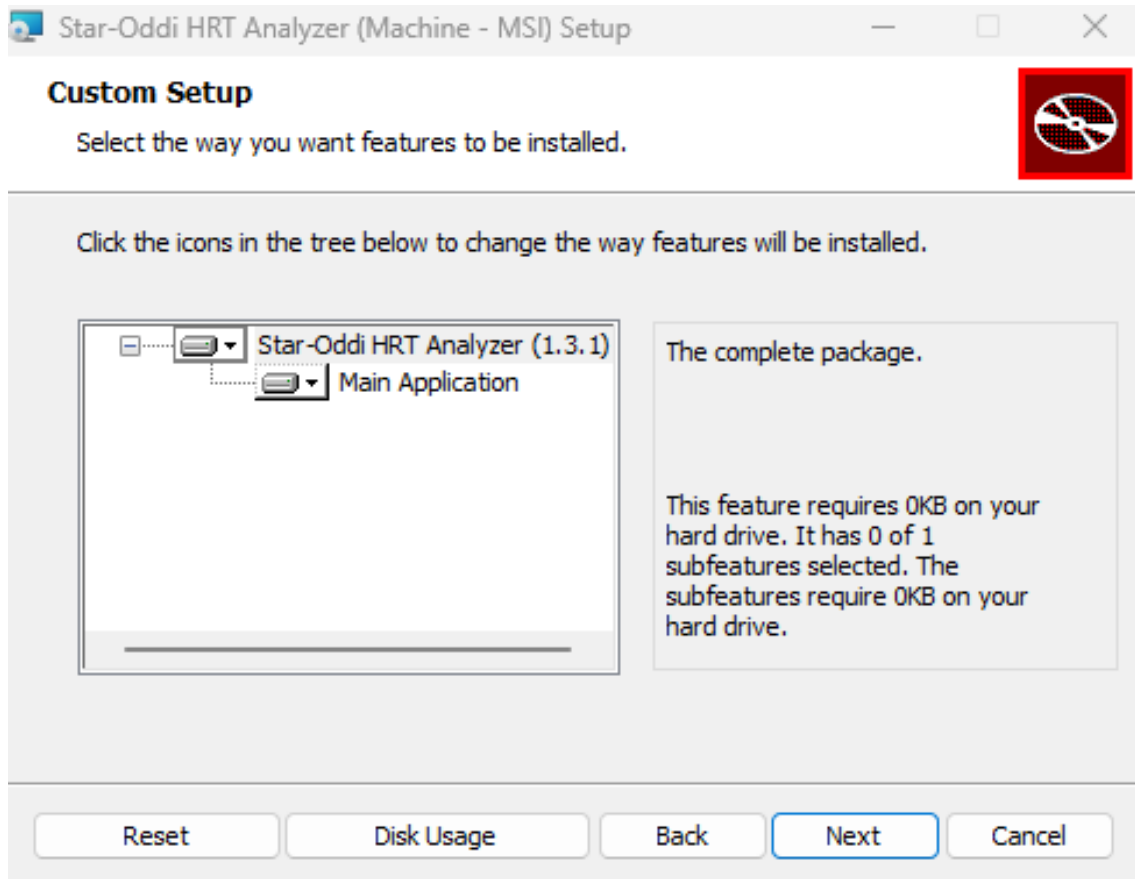 Star-Oddi HRT Analyzer (Machine - MSI) Setup
Custom Setup
Select the way you want features to be installed.
Click the icons in the tree below to change the way features will be installed.
Star-Oddi HRT Analyzer (1.3.1)
Main Application
The complete package.
This feature requires 0KB on your
hard drive. It has 0 of 1
subfeatures selected. The
subfeatures require 0KB on your
hard drive.
Reset
Disk Usage
Back
Next
Cancel